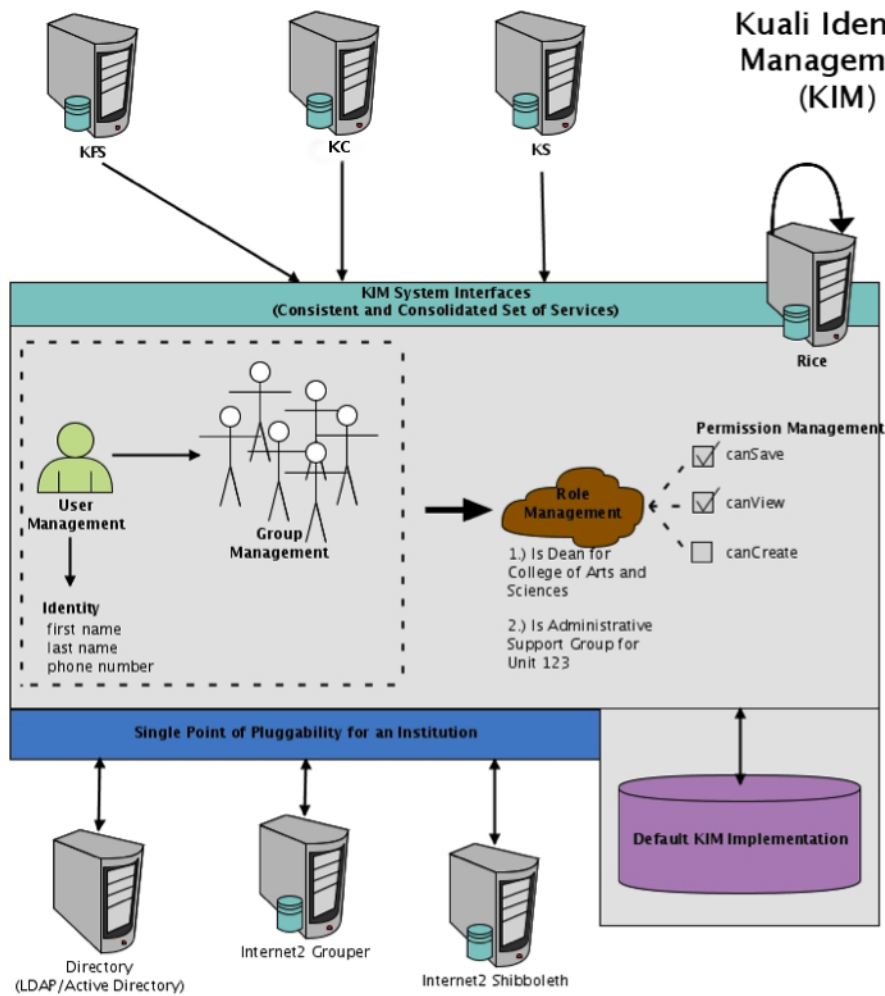 Kuali Iden
Managem
(KIM)
KFS
KC
KS
KIM System Interfaces
(Consistent and Consolidated Set of Services)
Rice
User
Management
Group
Management
Identity
first name
last name
phone number
Role
Management
1.) Is Dean for
College of Arts and
Sciences
2.) Is Administrative
Support Group for
Unit 123
Permission Management
canSave
canView
canCreate
Single Point of Pluggability for an Institution
Default KIM Implementation
Directory
(LDAP/Active Directory)
Internet2 Grouper
Internet2 Shibboleth